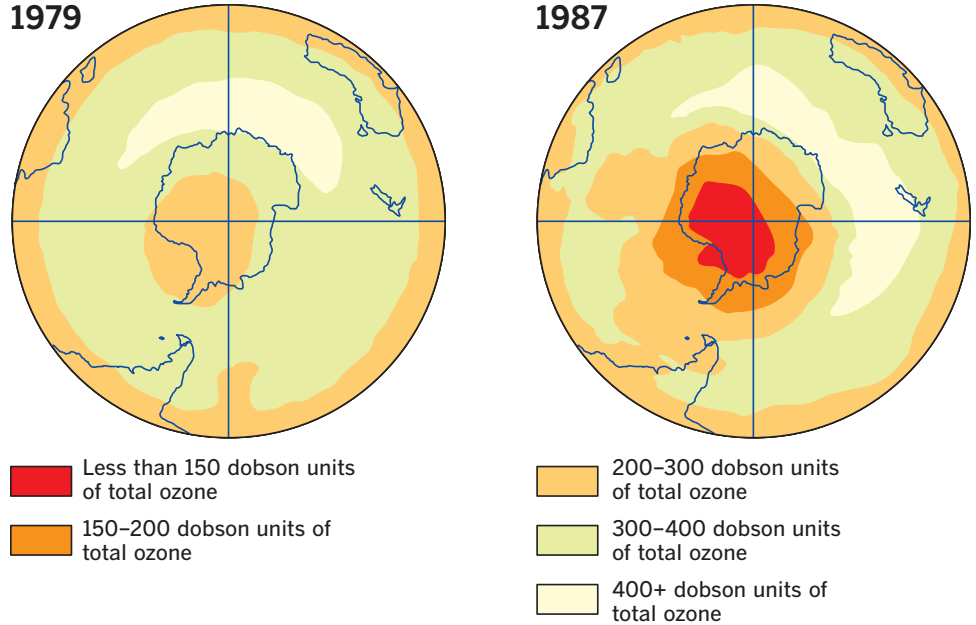 1979
1987
Less than 150 dobson units
of total ozone
150–200 dobson units of
total ozone
200–300 dobson units
of total ozone
300–400 dobson units
of total ozone
400+ dobson units of
total ozone